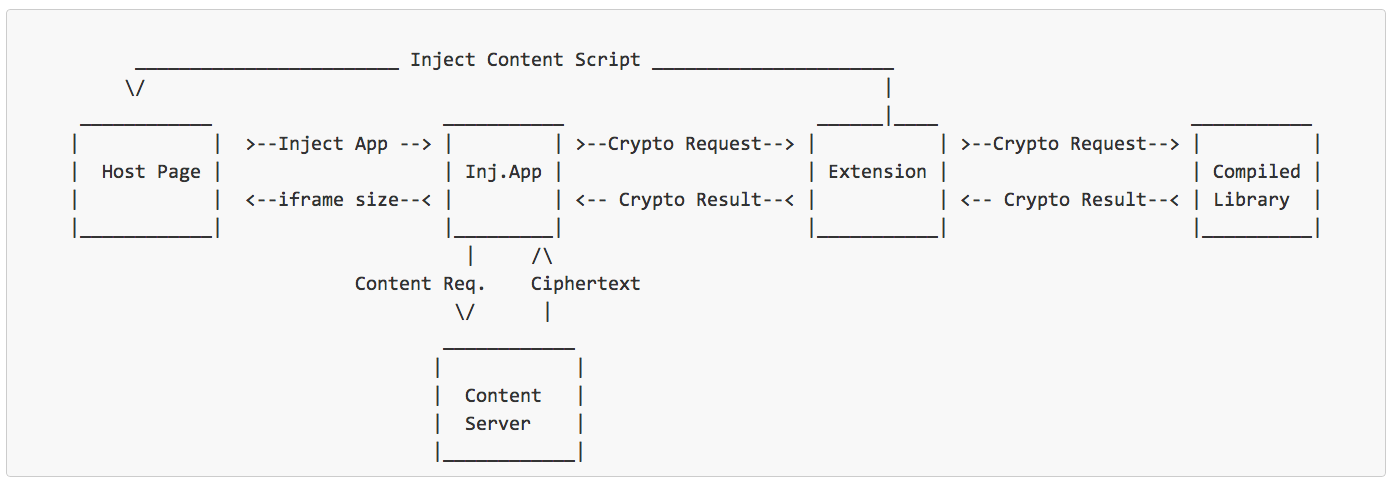 Inject Content Script
>--Inject App --> >--Crypto Request--> >--Crypto Request-->
Host Page Inj.App Extension Compiled
<--iframe size--< <-- Crypto Result--< <-- Crypto Result--< Library
Content Req. Ciphertext
Content
Server